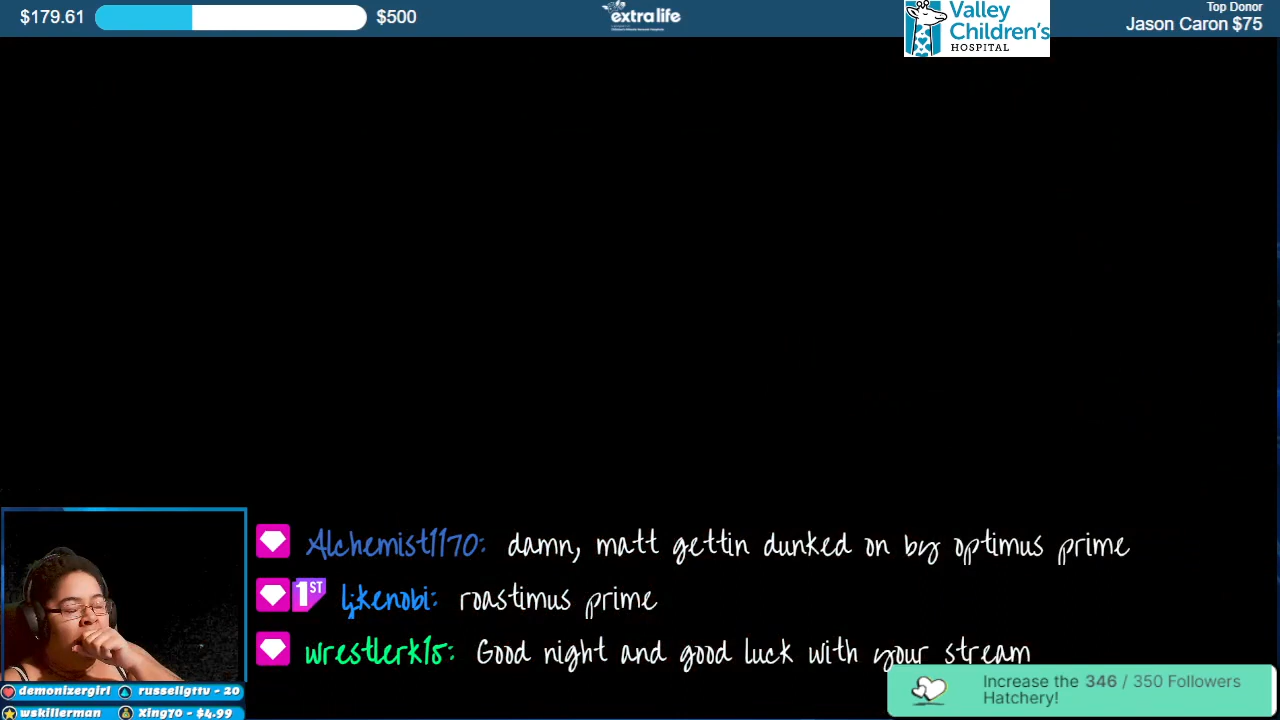 $179.61
$500
extralife
Valley
Children's
HOSPITAL
Top Donor
Jason Caron $75
Alchemist1170: damn, matt gettin dunked on by optimus prime
1ST
ljkenobi: roastimus prime
wrestlerk15: Good night and good luck with your stream
Increase the 346 / 350 Followers
Hatchery!
demonizergirl
russellgttv - 20
wskillerman
Xing70 - $4.99